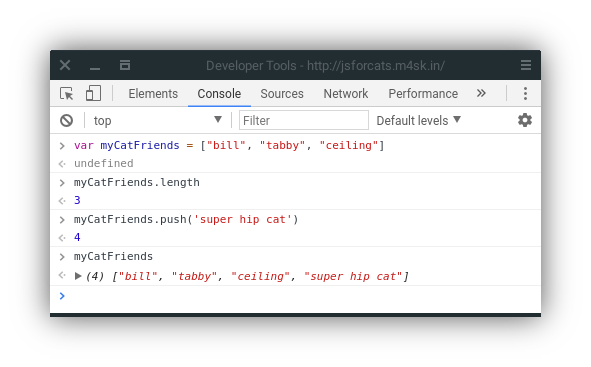 Developer Tools - http://jsforcats.m4sk.in/
Elements Console Sources Network Performance »
top Filter Default levels
> var myCatFriends = ["bill", "tabby", "ceiling"]
undefined
> myCatFriends.length
3
> myCatFriends.push('super hip cat')
4
> myCatFriends
(4) ["bill", "tabby", "ceiling", "super hip cat"]
>